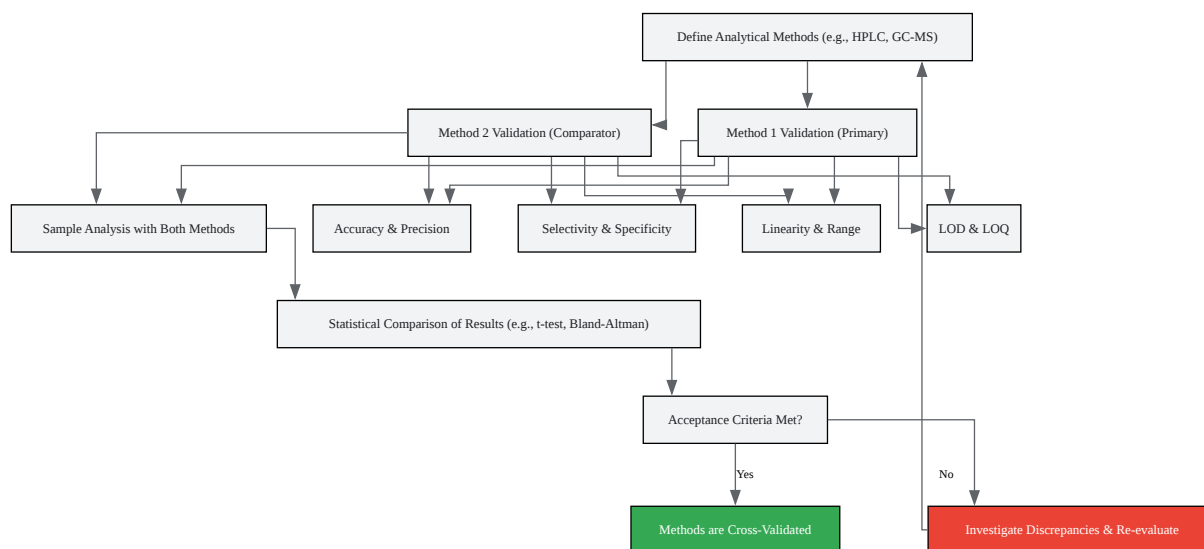 Define Analytical Methods (e.g., HPLC, GC-MS)
Method 2 Validation (Comparator)
Method 1 Validation (Primary)
Sample Analysis with Both Methods
Accuracy & Precision
Selectivity & Specificity
Linearity & Range
LOD & LOQ
Statistical Comparison of Results (e.g., t-test, Bland-Altman)
Acceptance Criteria Met?
Yes
No
Methods are Cross-Validated
Investigate Discrepancies & Re-evaluate